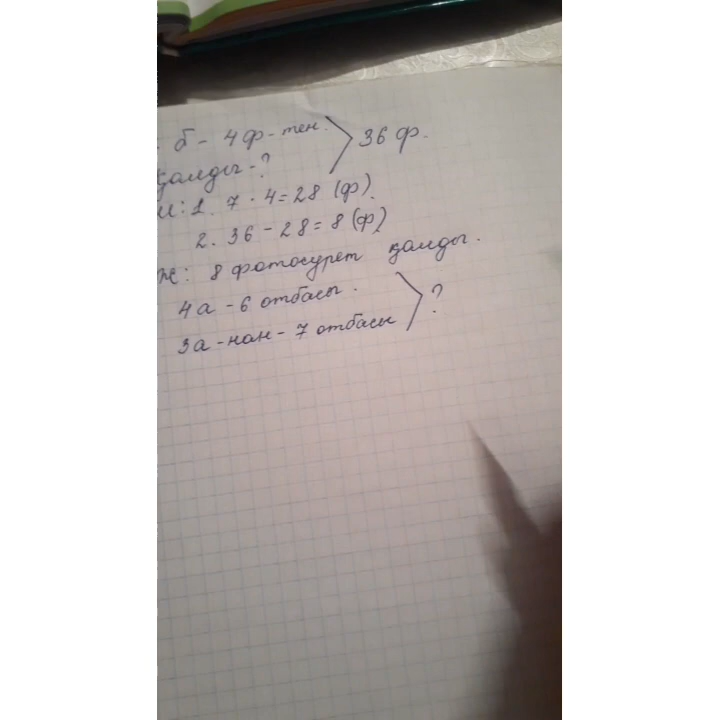 б - 4 ф - тен. 36 ф.
қалды - ?
1. 7 · 4 = 28 (ф).
2. 36 - 28 = 8 (ф)
Ж: 8 фотосурет қалды.
4а - 6 отбасы. ?
3а - нан - 7 отбасы